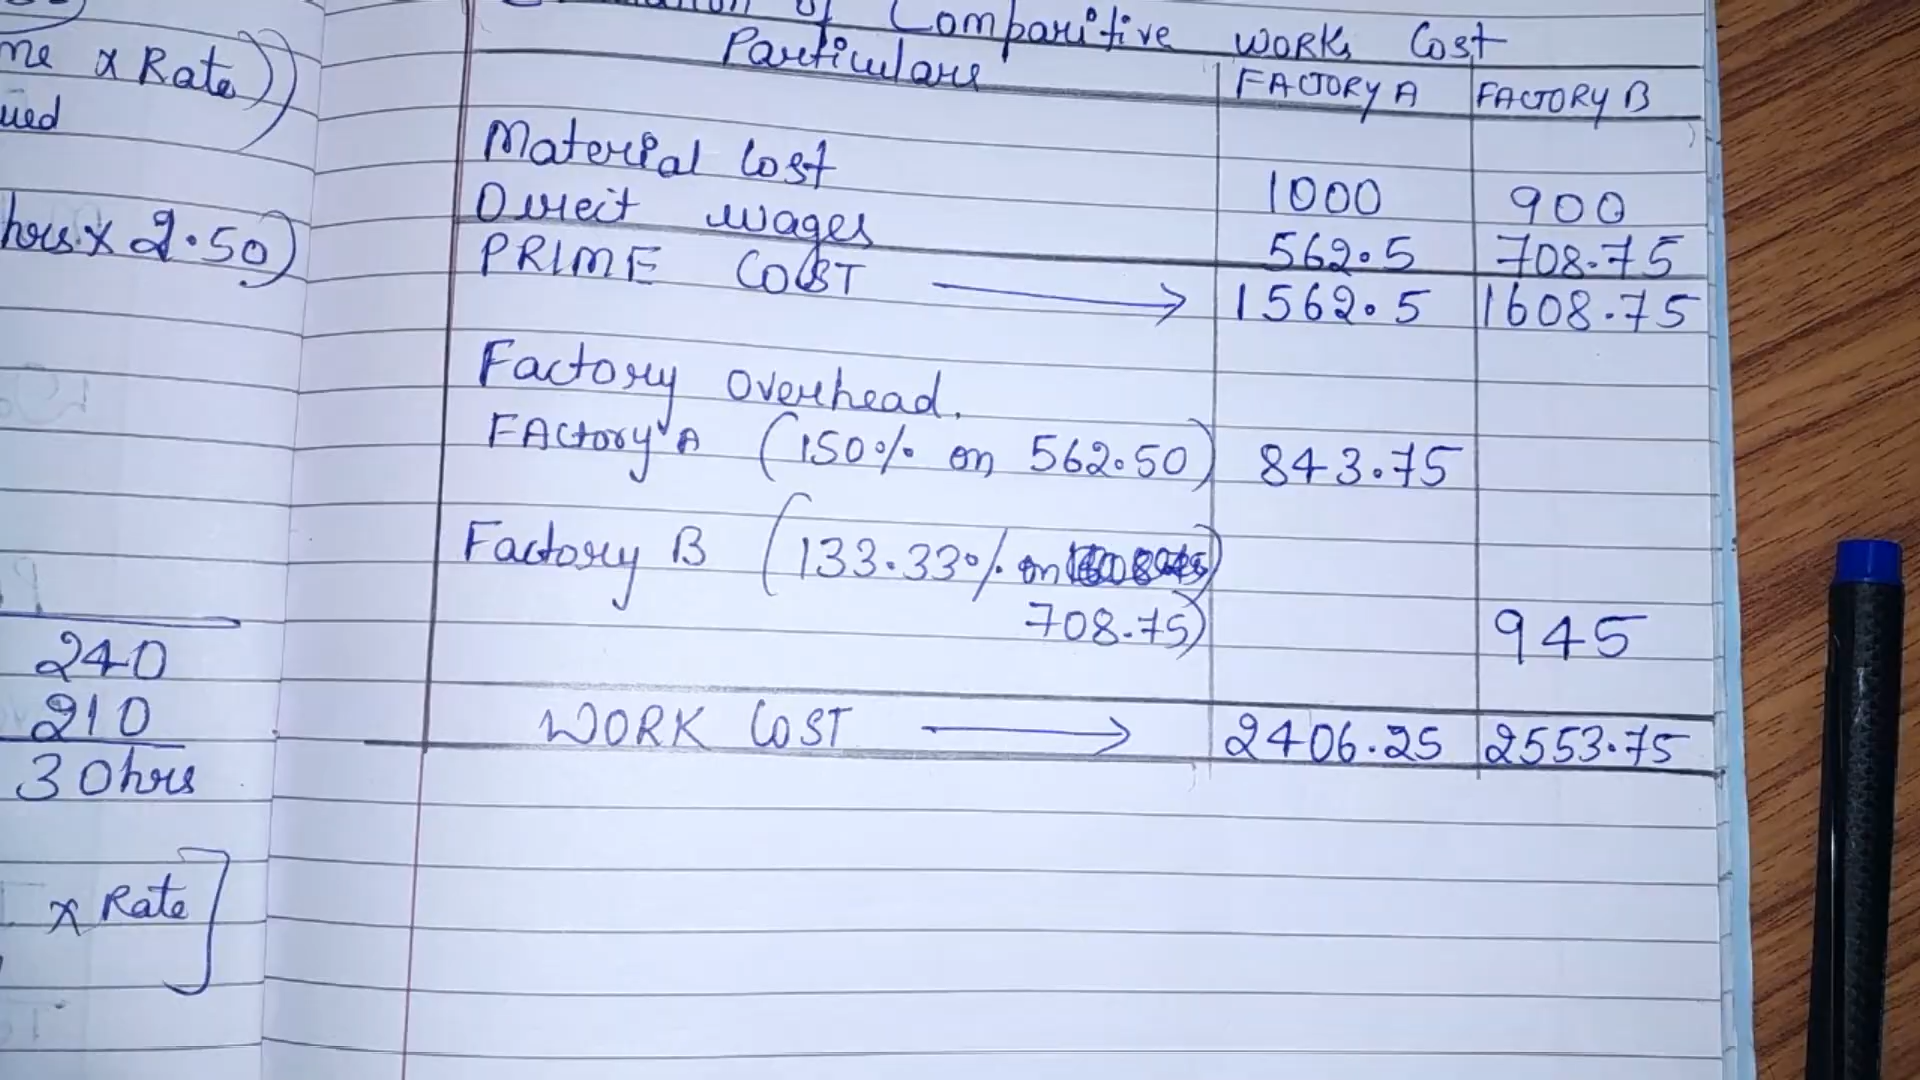 of Comparitive works Cost
Particulars FACTORY A FACTORY B
Material Cost 1000 900
Direct wages 562.5 708.75
PRIME COST → 1562.5 1608.75
Factory overhead.
FActory A (150% on 562.50) 843.75
Factory B (133.33% on
708.75) 945
WORK COST → 2406.25 2553.75
x Rate))
hrs x 2.50)
240
210
30hrs
x Rate]